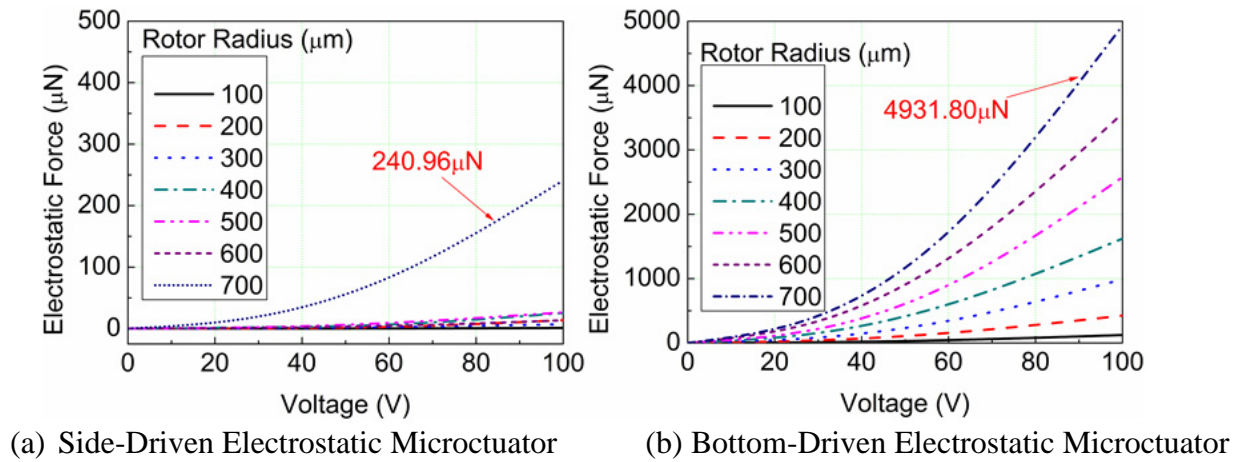 500
400
300
200
100
0
Electrostatic Force (μN)
Rotor Radius (μm)
100
200
300
400
500
600
700
240.96μN
0 20 40 60 80 100
Voltage (V)
(a) Side-Driven Electrostatic Microctuator
5000
4000
3000
2000
1000
0
Electrostatic Force (μN)
Rotor Radius (μm)
100
200
300
400
500
600
700
4931.80μN
0 20 40 60 80 100
Voltage (V)
(b) Bottom-Driven Electrostatic Microctuator